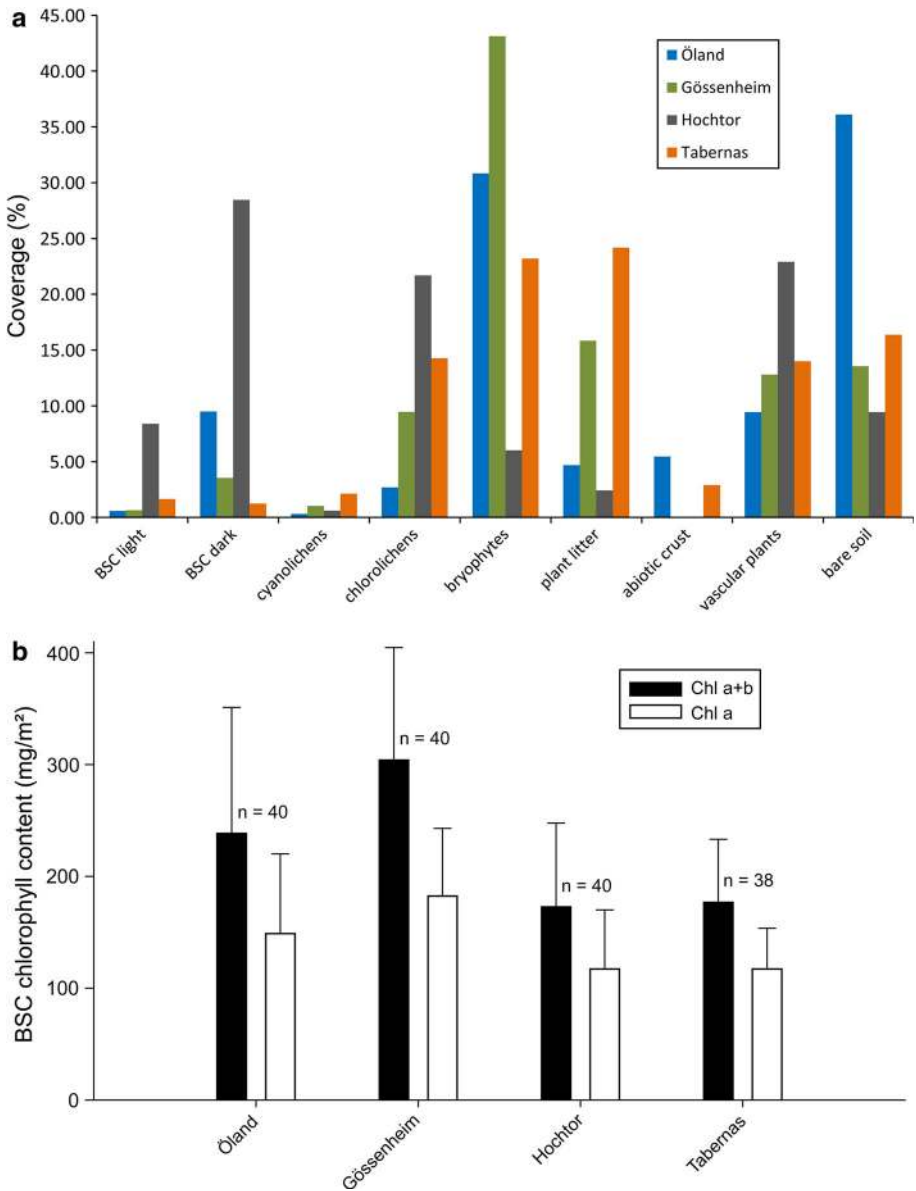 a
45.00
40.00
35.00
30.00
25.00
20.00
15.00
10.00
5.00
0.00
Coverage (%)
Öland
Gössenheim
Hochtor
Tabernas
BSC light
BSC dark
cyanolichens
chlorolichens
bryophytes
plant litter
abiotic crust
vascular plants
bare soil
b
400
300
200
100
0
BSC chlorophyll content (mg/m²)
Chl a+b
Chl a
n = 40
n = 40
n = 40
n = 38
Öland
Gössenheim
Hochtor
Tabernas